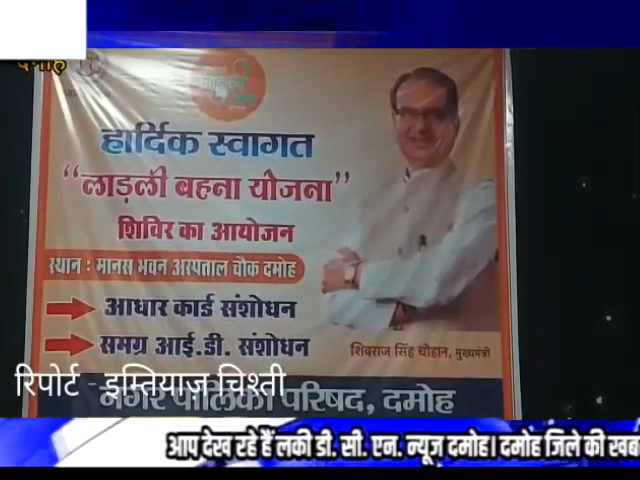 दमोह
हार्दिक स्वागत
"लाड़ली बहना योजना"
शिविर का आयोजन
स्थान : मानस भवन अस्पताल चौक दमोह
आधार कार्ड संशोधन
समग्र आई.डी. संशोधन
शिवराज सिंह चौहान, मुख्यमंत्री
रिपोर्ट - इम्तियाज़ चिश्ती
नगर पालिका परिषद, दमोह
आप देख रहे हैं लकी डी. सी. एन. न्यूज दमोह। दमोह जिले की खब